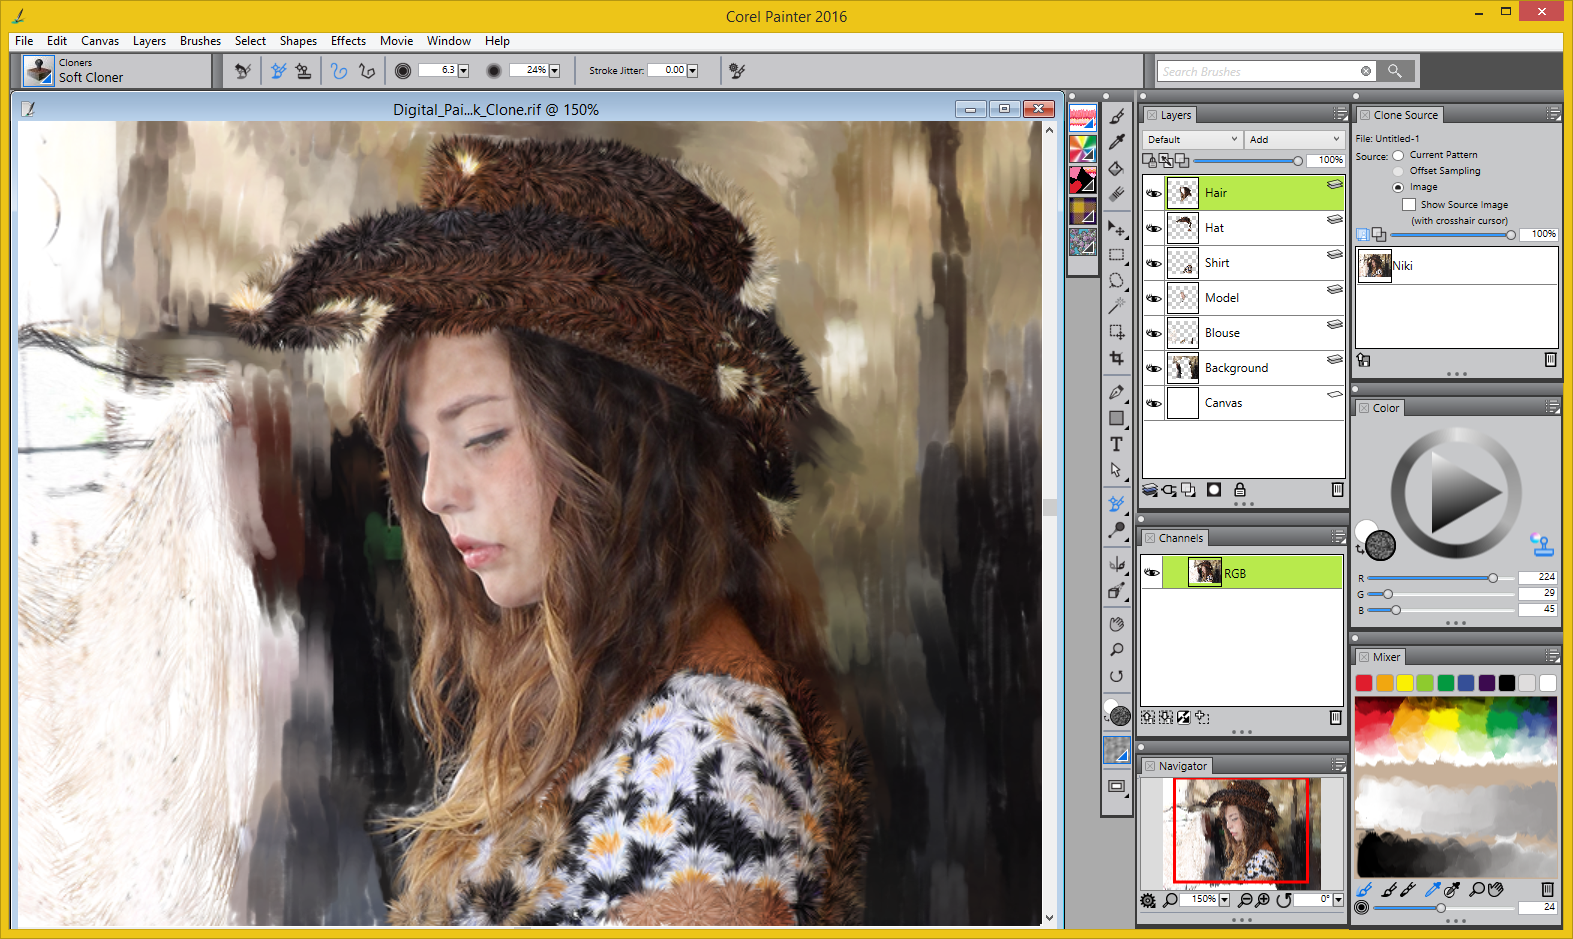 Corel Painter 2016
File Edit Canvas Layers Brushes Select Shapes Effects Movie Window Help
Cloners
Soft Cloner
6.3
24%
Stroke Jitter: 0.00
Search Brushes
Digital_Pai...k_Clone.rif @ 150%
Layers
Default
Add
100%
Hair
Hat
Shirt
Model
Blouse
Background
Canvas
Channels
RGB
Navigator
150%
0°
Clone Source
File: Untitled-1
Source: Current Pattern
Offset Sampling
Image
Show Source Image
(with crosshair cursor)
100%
Niki
Color
R 224
G 29
B 45
Mixer
24